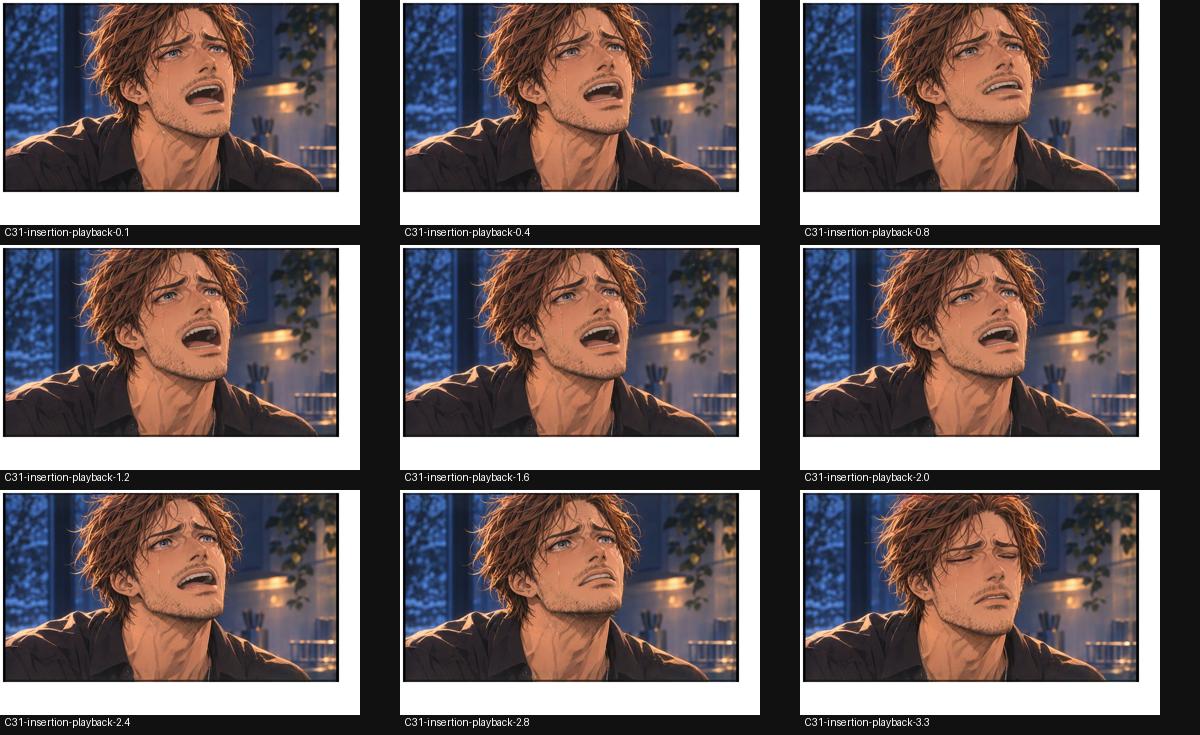 C31-insertion-playback-0.1
C31-insertion-playback-0.4
C31-insertion-playback-0.8
C31-insertion-playback-1.2
C31-insertion-playback-1.6
C31-insertion-playback-2.0
C31-insertion-playback-2.4
C31-insertion-playback-2.8
C31-insertion-playback-3.3